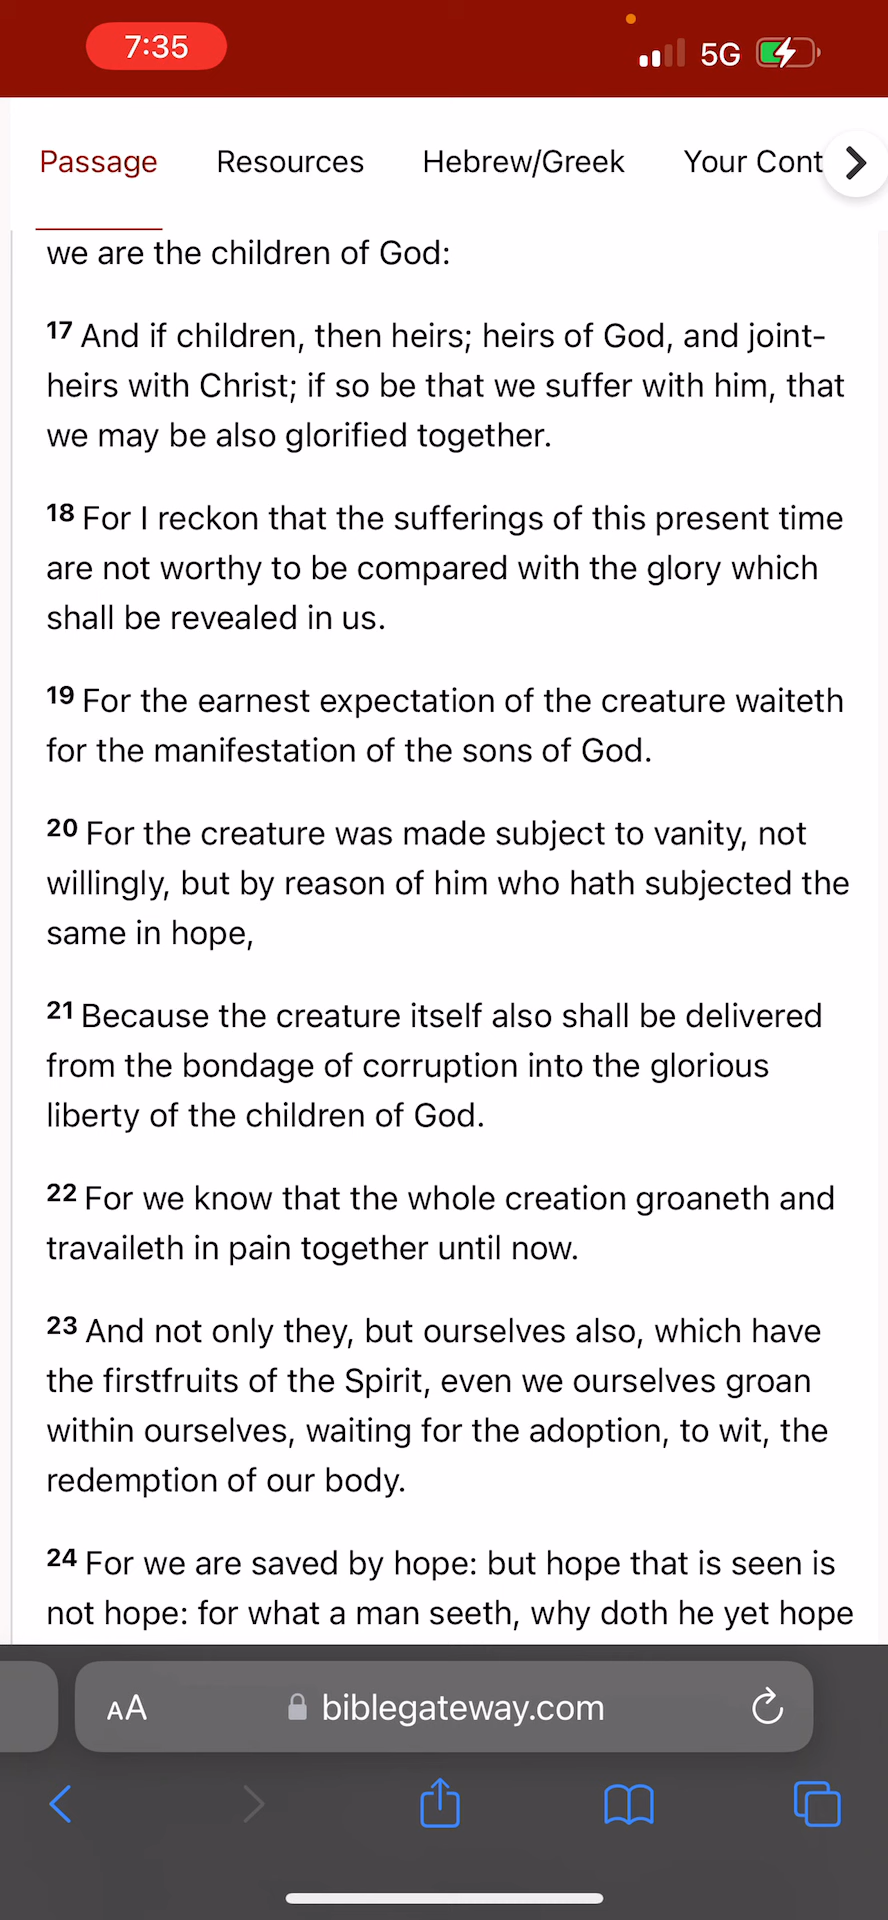 7:35
5G
Passage Resources Hebrew/Greek Your Cont
we are the children of God:
17 And if children, then heirs; heirs of God, and joint-
heirs with Christ; if so be that we suffer with him, that
we may be also glorified together.
18 For I reckon that the sufferings of this present time
are not worthy to be compared with the glory which
shall be revealed in us.
19 For the earnest expectation of the creature waiteth
for the manifestation of the sons of God.
20 For the creature was made subject to vanity, not
willingly, but by reason of him who hath subjected the
same in hope,
21 Because the creature itself also shall be delivered
from the bondage of corruption into the glorious
liberty of the children of God.
22 For we know that the whole creation groaneth and
travaileth in pain together until now.
23 And not only they, but ourselves also, which have
the firstfruits of the Spirit, even we ourselves groan
within ourselves, waiting for the adoption, to wit, the
redemption of our body.
24 For we are saved by hope: but hope that is seen is
not hope: for what a man seeth, why doth he yet hope
AA biblegateway.com